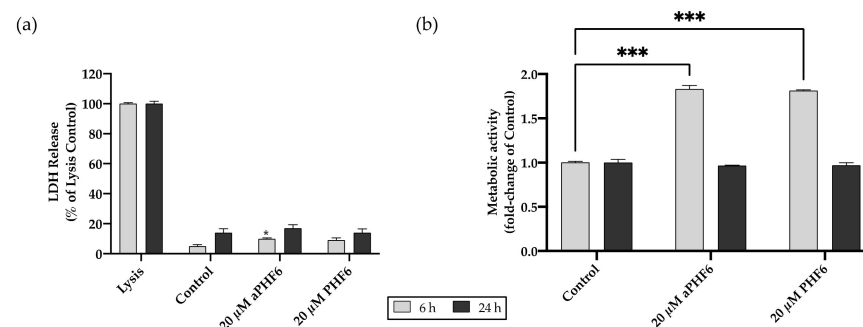 (a)
LDH Release
(% of Lysis Control)
120
100
80
60
40
20
0
*
Lysis
Control
20 µM aPHF6
20 µM PHF6
6 h
24 h
(b)
***
***
Metabolic activity
(fold-change of Control)
2.0
1.5
1.0
0.5
0.0
Control
20 µM aPHF6
20 µM PHF6